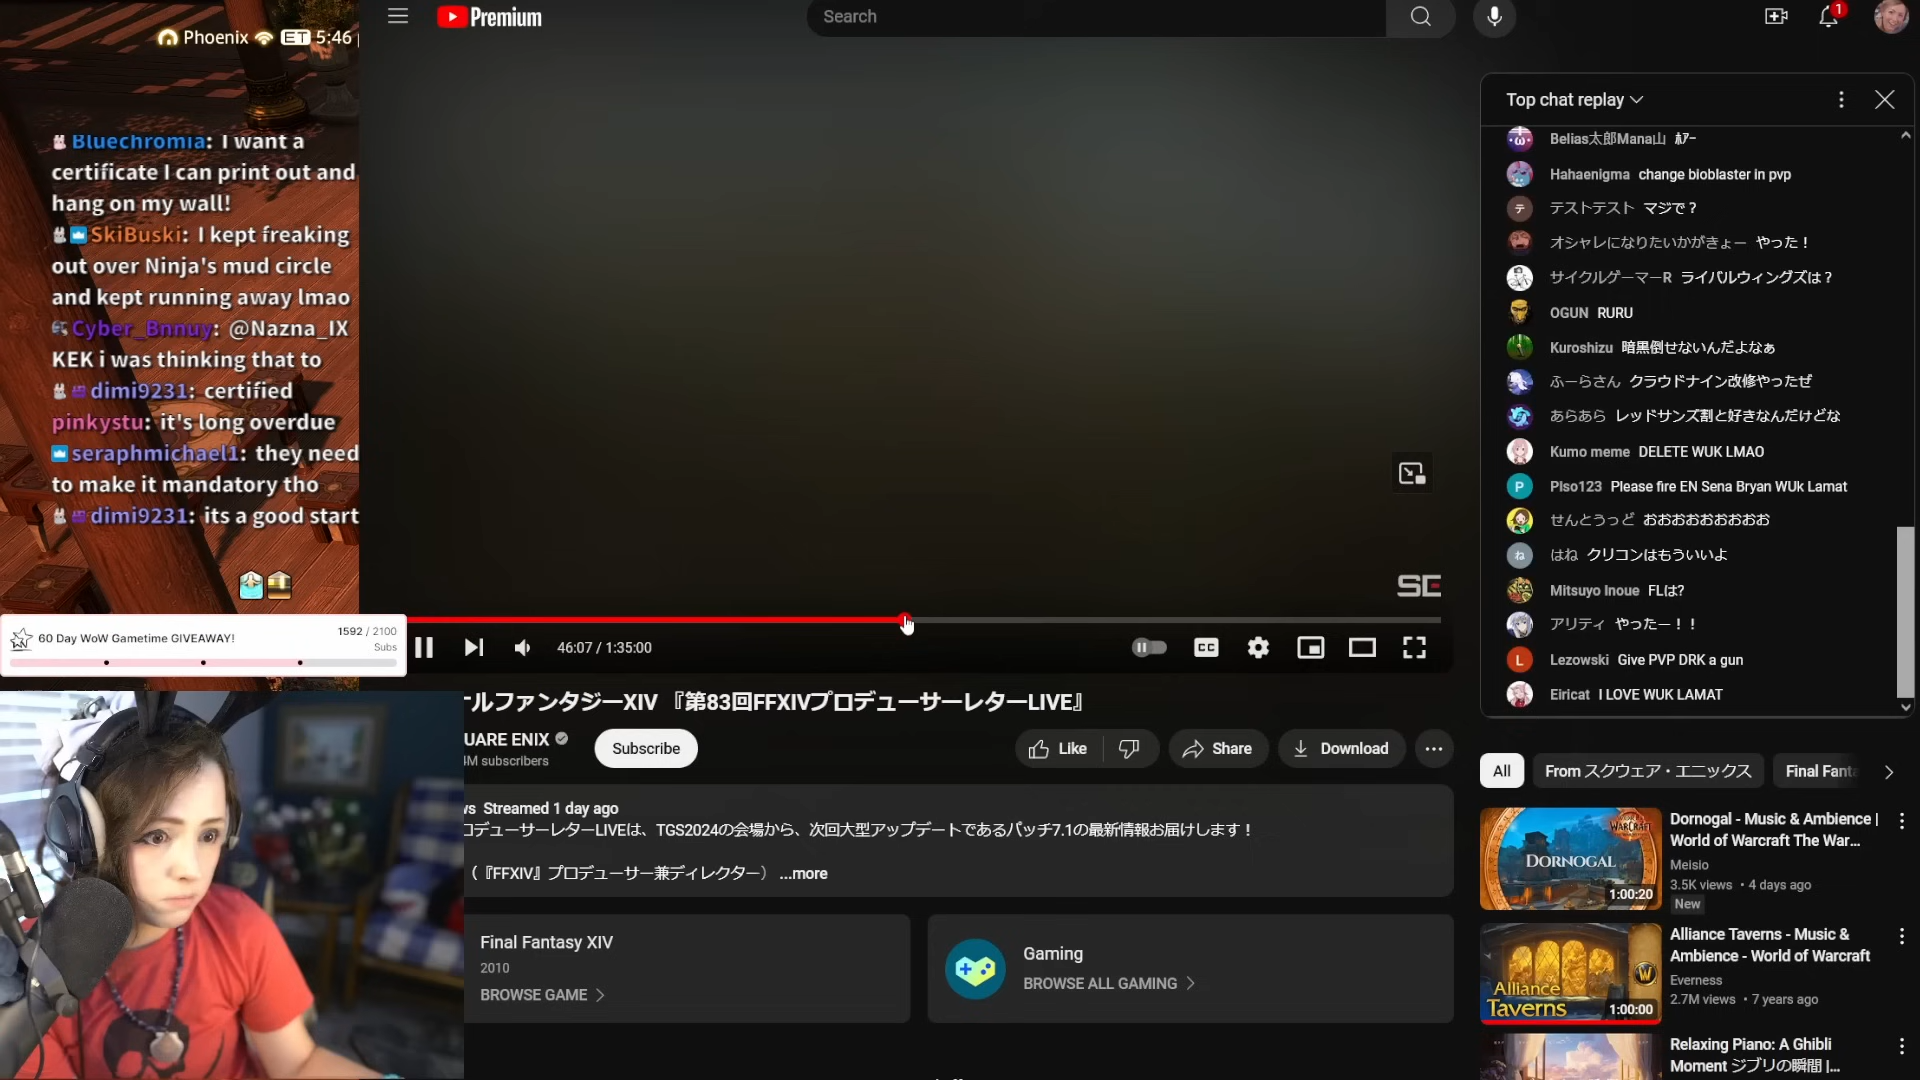 Phoenix ET 5:46
Bluechromia: I want a
certificate I can print out and
hang on my wall!
SkiBuski: I kept freaking
out over Ninja's mud circle
and kept running away lmao
Cyber_Bnnuy: @Nazna_IX
KEK i was thinking that to
dimi9231: certified
pinkystu: it's long overdue
seraphmichael1: they need
to make it mandatory tho
dimi9231: its a good start
60 Day WoW Gametime GIVEAWAY!
1592 / 2100
Subs
Premium
Search
1
SE
46:07 / 1:35:00
CC
ルファンタジーXIV 『第83回FFXIVプロデューサーレターLIVE』
UARE ENIX
M subscribers
Subscribe
Like
Share
Download
Streamed 1 day ago
ロデューサーレターLIVEは、TGS2024の会場から、次回大型アップデートであるパッチ7.1の最新情報お届けします！
（『FFXIV』プロデューサー兼ディレクター） ...more
Final Fantasy XIV
2010
BROWSE GAME
Gaming
BROWSE ALL GAMING
Top chat replay
Belias太郎Mana山 ﾎｱｰ
Hahaenigma change bioblaster in pvp
テ テストテスト マジで？
オシャレになりたいかがきょー やった！
サイクルゲーマーR ライバルウィングズは？
OGUN RURU
Kuroshizu 暗黒倒せないんだよなぁ
ふーらさん クラウドナイン改修やったぜ
あらあら レッドサンズ割と好きなんだけどな
Kumo meme DELETE WUK LMAO
P Piso123 Please fire EN Sena Bryan WUk Lamat
せんとうっど おおおおおおおおお
ね はね クリコンはもういいよ
Mitsuyo Inoue FLは?
アリティ やったー！！
L Lezowski Give PVP DRK a gun
Eiricat I LOVE WUK LAMAT
All
From スクウェア・エニックス
Final Fanta
DORNOGAL
1:00:20
Dornogal - Music & Ambience |
World of Warcraft The War...
Meisio
3.5K views • 4 days ago
New
Alliance
Taverns
1:00:00
Alliance Taverns - Music &
Ambience - World of Warcraft
Everness
2.7M views • 7 years ago
Relaxing Piano: A Ghibli
Moment ジブリの瞬間 |...